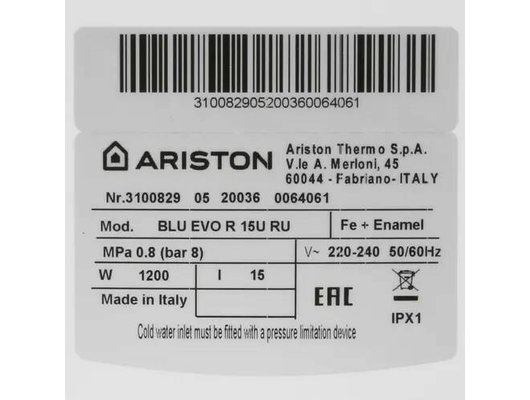 310082905200360064061
ARISTON
Ariston Thermo S.p.A.
V.le A. Merloni, 45
60044 - Fabriano- ITALY
Nr.3100829 05 20036 0064061
Mod. BLU EVO R 15U RU Fe + Enamel
MPa 0.8 (bar 8) V~ 220-240 50/60Hz
W 1200 I 15
Made in Italy EAC IPX1
Cold water inlet must be fitted with a pressure limitation device